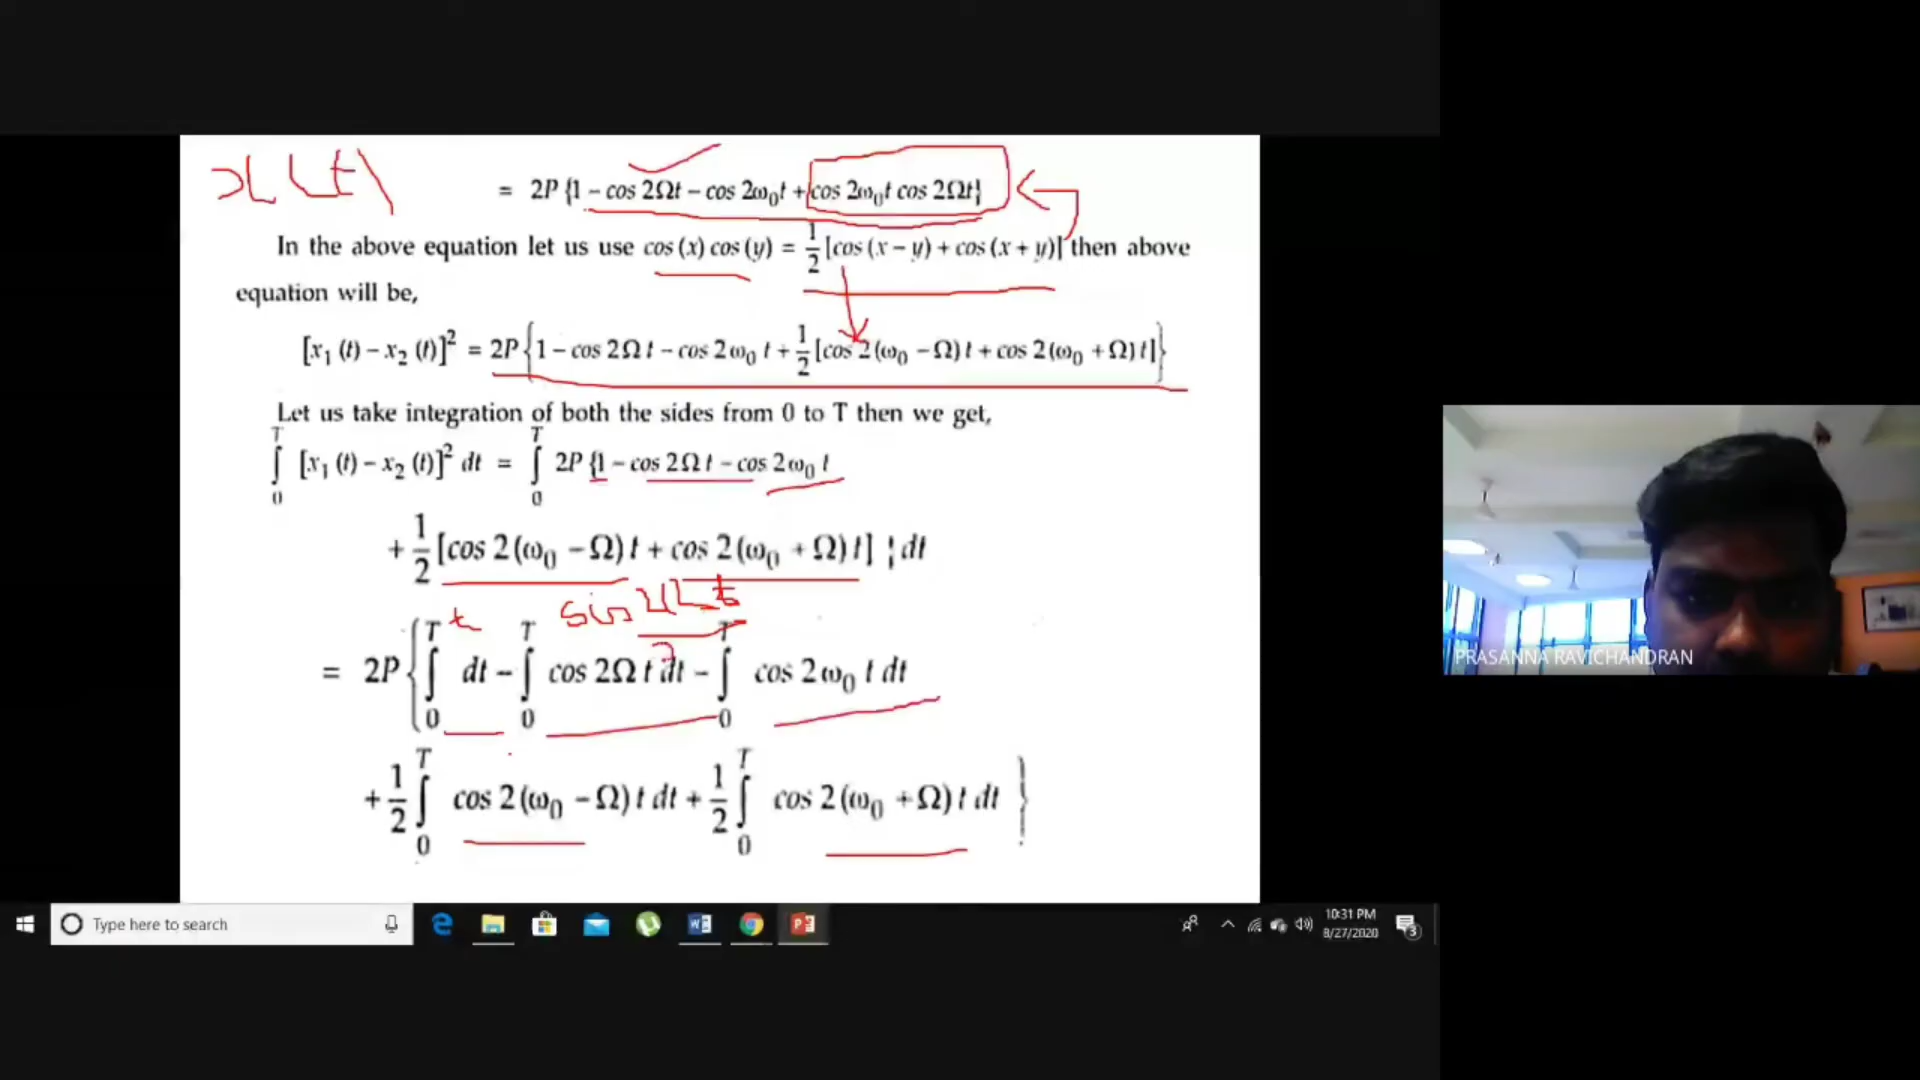 x(t)
= 2P {1 − cos 2Ωt − cos 2ω₀t + cos 2ω₀t cos 2Ωt}
In the above equation let us use cos (x) cos (y) = 1/2 [cos (x − y) + cos (x + y)] then above
equation will be,
[x₁ (t) − x₂ (t)]² = 2P {1 − cos 2Ω t − cos 2ω₀ t + 1/2 [cos 2 (ω₀ − Ω) t + cos 2 (ω₀ + Ω) t]}
Let us take integration of both the sides from 0 to T then we get,
∫₀ᵀ [x₁ (t) − x₂ (t)]² dt = ∫₀ᵀ 2P {1 − cos 2Ω t − cos 2ω₀ t
+ 1/2 [cos 2 (ω₀ − Ω) t + cos 2 (ω₀ + Ω) t] } dt
t sin 2Ωt
= 2P { ∫₀ᵀ dt − ∫₀ᵀ cos 2Ω t dt − ∫₀ᵀ cos 2ω₀ t dt
+ 1/2 ∫₀ᵀ cos 2 (ω₀ − Ω) t dt + 1/2 ∫₀ᵀ cos 2 (ω₀ + Ω) t dt }
PRASANNA RAVICHANDRAN
Type here to search
10:31 PM
8/27/2020
3